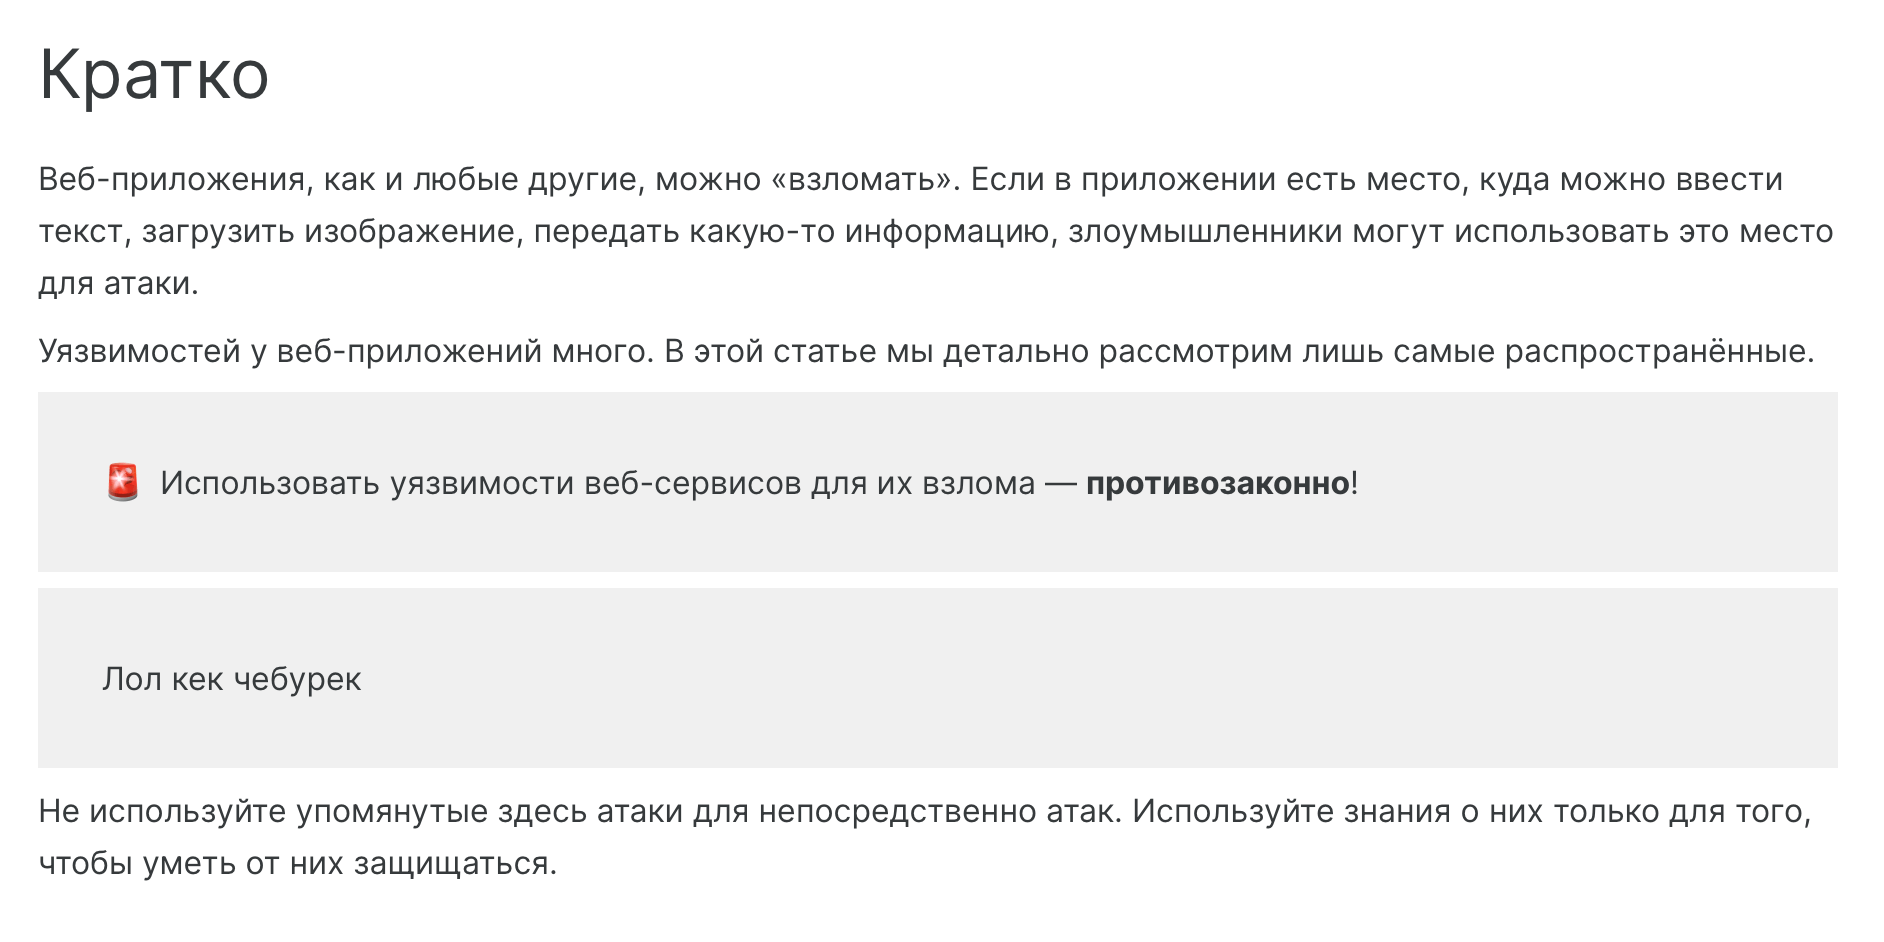 Кратко
Веб-приложения, как и любые другие, можно «взломать». Если в приложении есть место, куда можно ввести
текст, загрузить изображение, передать какую-то информацию, злоумышленники могут использовать это место
для атаки.
Уязвимостей у веб-приложений много. В этой статье мы детально рассмотрим лишь самые распространённые.
🚨 Использовать уязвимости веб-сервисов для их взлома — противозаконно!
Лол кек чебурек
Не используйте упомянутые здесь атаки для непосредственно атак. Используйте знания о них только для того,
чтобы уметь от них защищаться.